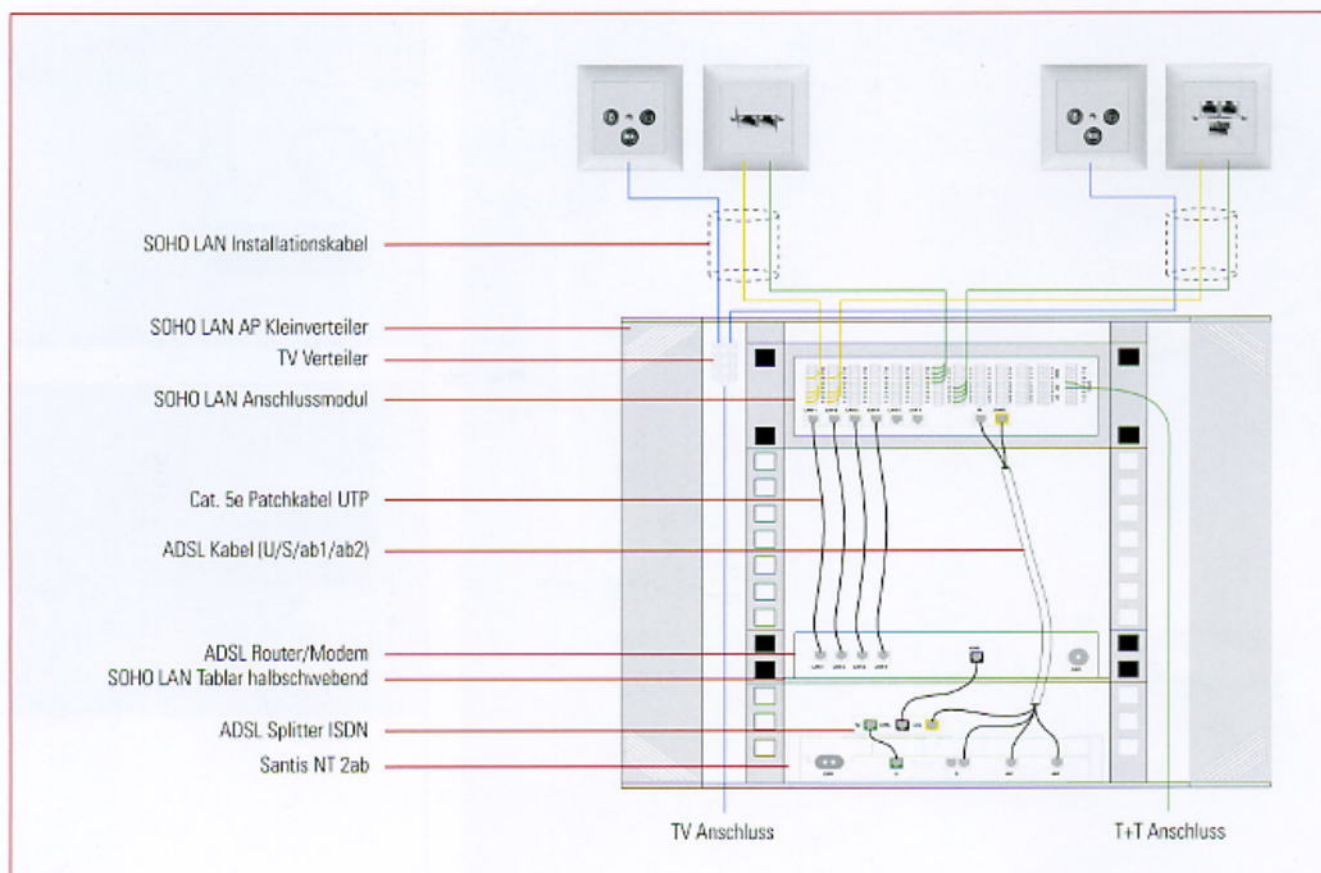 SOHO LAN Installationskabel
SOHO LAN AP Kleinverteiler
TV Verteiler
SOHO LAN Anschlussmodul
Cat. 5e Patchkabel UTP
ADSL Kabel (U/S/ab1/ab2)
ADSL Router/Modem
SOHO LAN Tablar halbschwebend
ADSL Splitter ISDN
Santis NT 2ab
TV Anschluss
T+T Anschluss